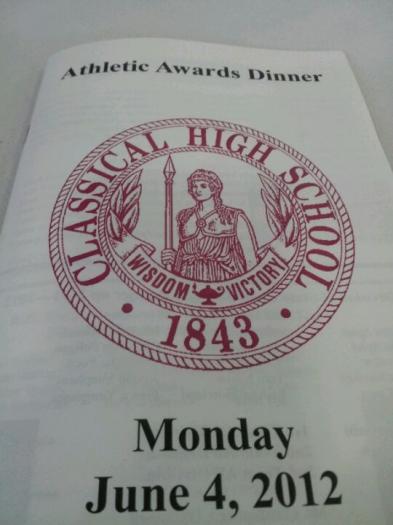 Athletic Awards Dinner
CLASSICAL HIGH SCHOOL
WISDOM VICTORY
1843
Monday
June 4, 2012